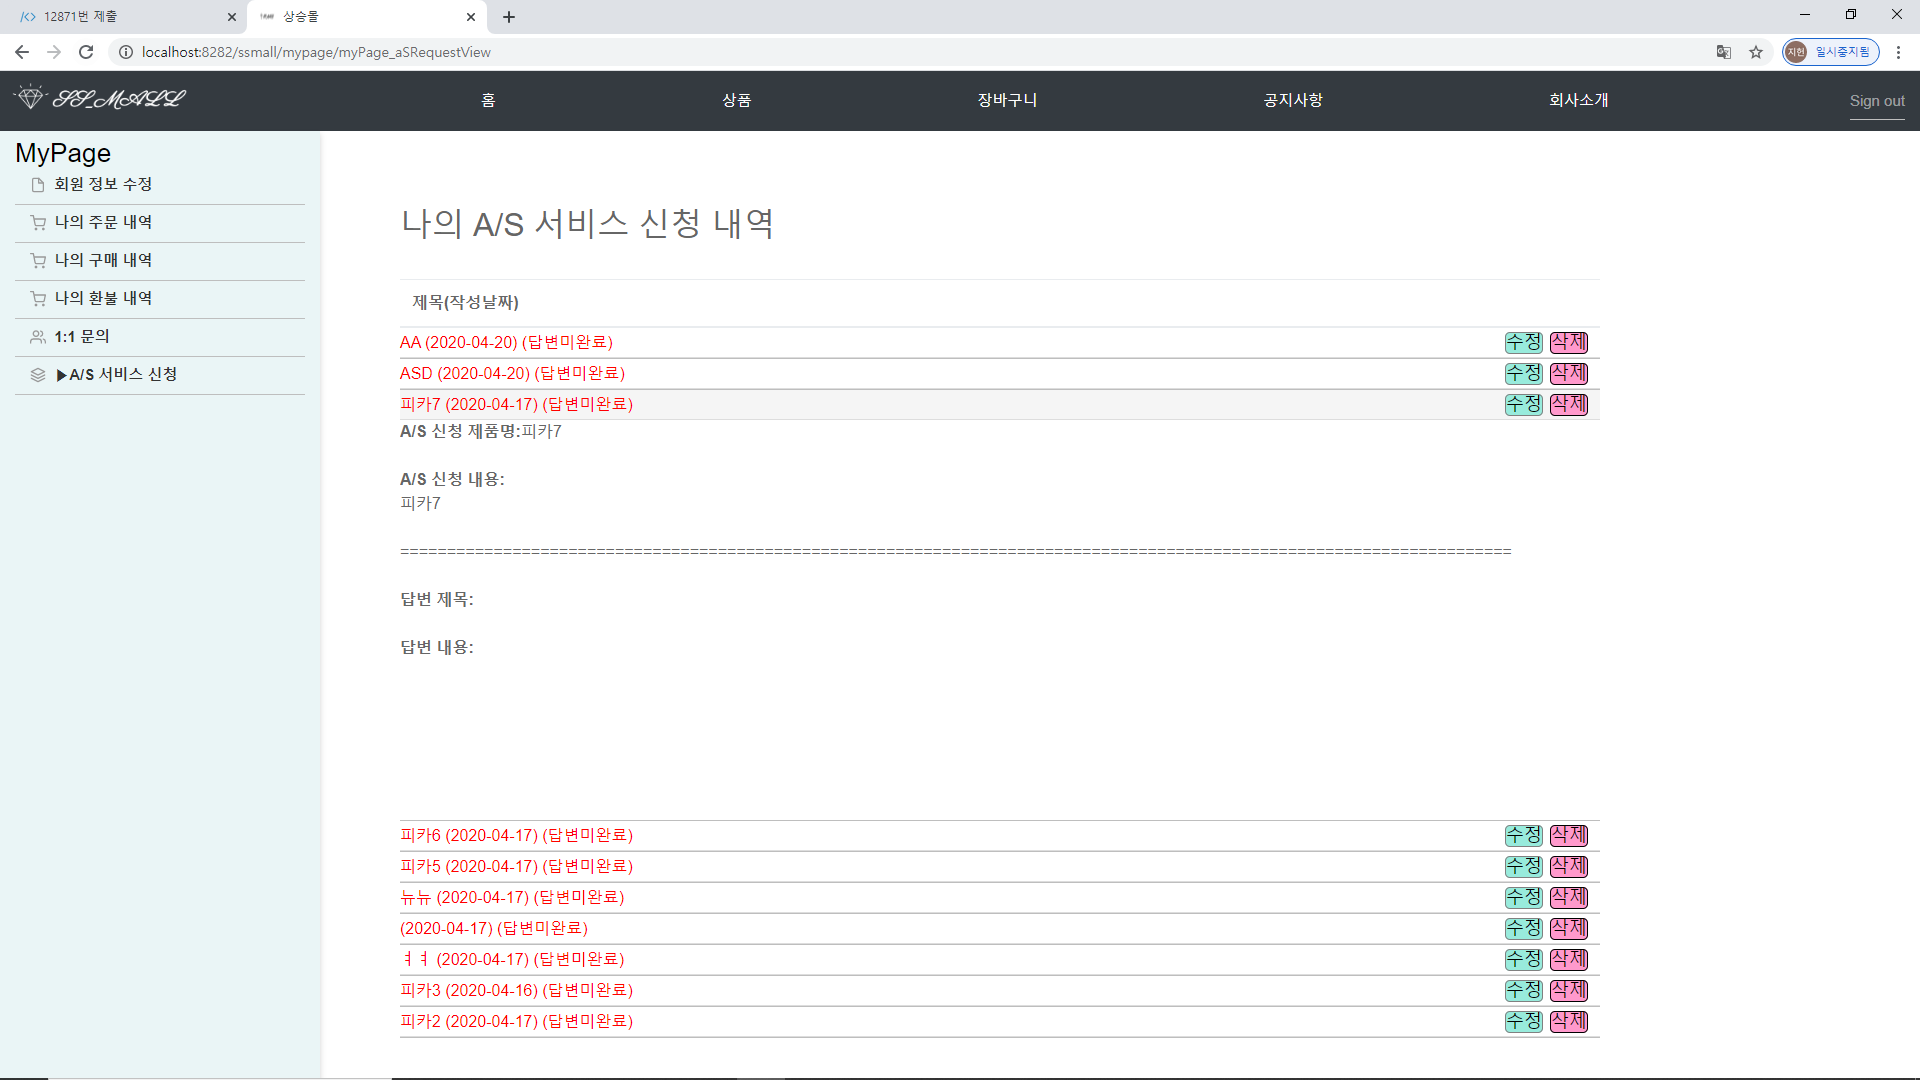 12871번 제출
상승몰
localhost:8282/ssmall/mypage/myPage_aSRequestView
지헌 일시중지됨
SS_MALL
홈
상품
장바구니
공지사항
회사소개
Sign out
MyPage
회원 정보 수정
나의 주문 내역
나의 구매 내역
나의 환불 내역
1:1 문의
▶A/S 서비스 신청
나의 A/S 서비스 신청 내역
제목(작성날짜)
AA (2020-04-20) (답변미완료) 수정 삭제
ASD (2020-04-20) (답변미완료) 수정 삭제
피카7 (2020-04-17) (답변미완료) 수정 삭제
A/S 신청 제품명:피카7
A/S 신청 내용:
피카7
답변 제목:
답변 내용:
피카6 (2020-04-17) (답변미완료) 수정 삭제
피카5 (2020-04-17) (답변미완료) 수정 삭제
뉴뉴 (2020-04-17) (답변미완료) 수정 삭제
(2020-04-17) (답변미완료) 수정 삭제
ㅕㅕ (2020-04-17) (답변미완료) 수정 삭제
피카3 (2020-04-16) (답변미완료) 수정 삭제
피카2 (2020-04-17) (답변미완료) 수정 삭제